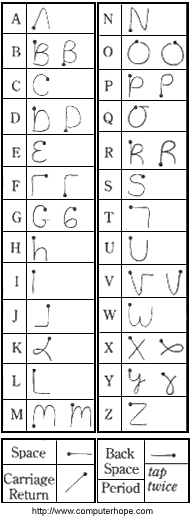 A
B
C
D
E
F
G
H
I
J
K
L
M
N
O
P
Q
R
S
T
U
V
W
X
Y
Z
Space
Carriage
Return
Back
Space
Period
tap
twice
http://www.computerhope.com